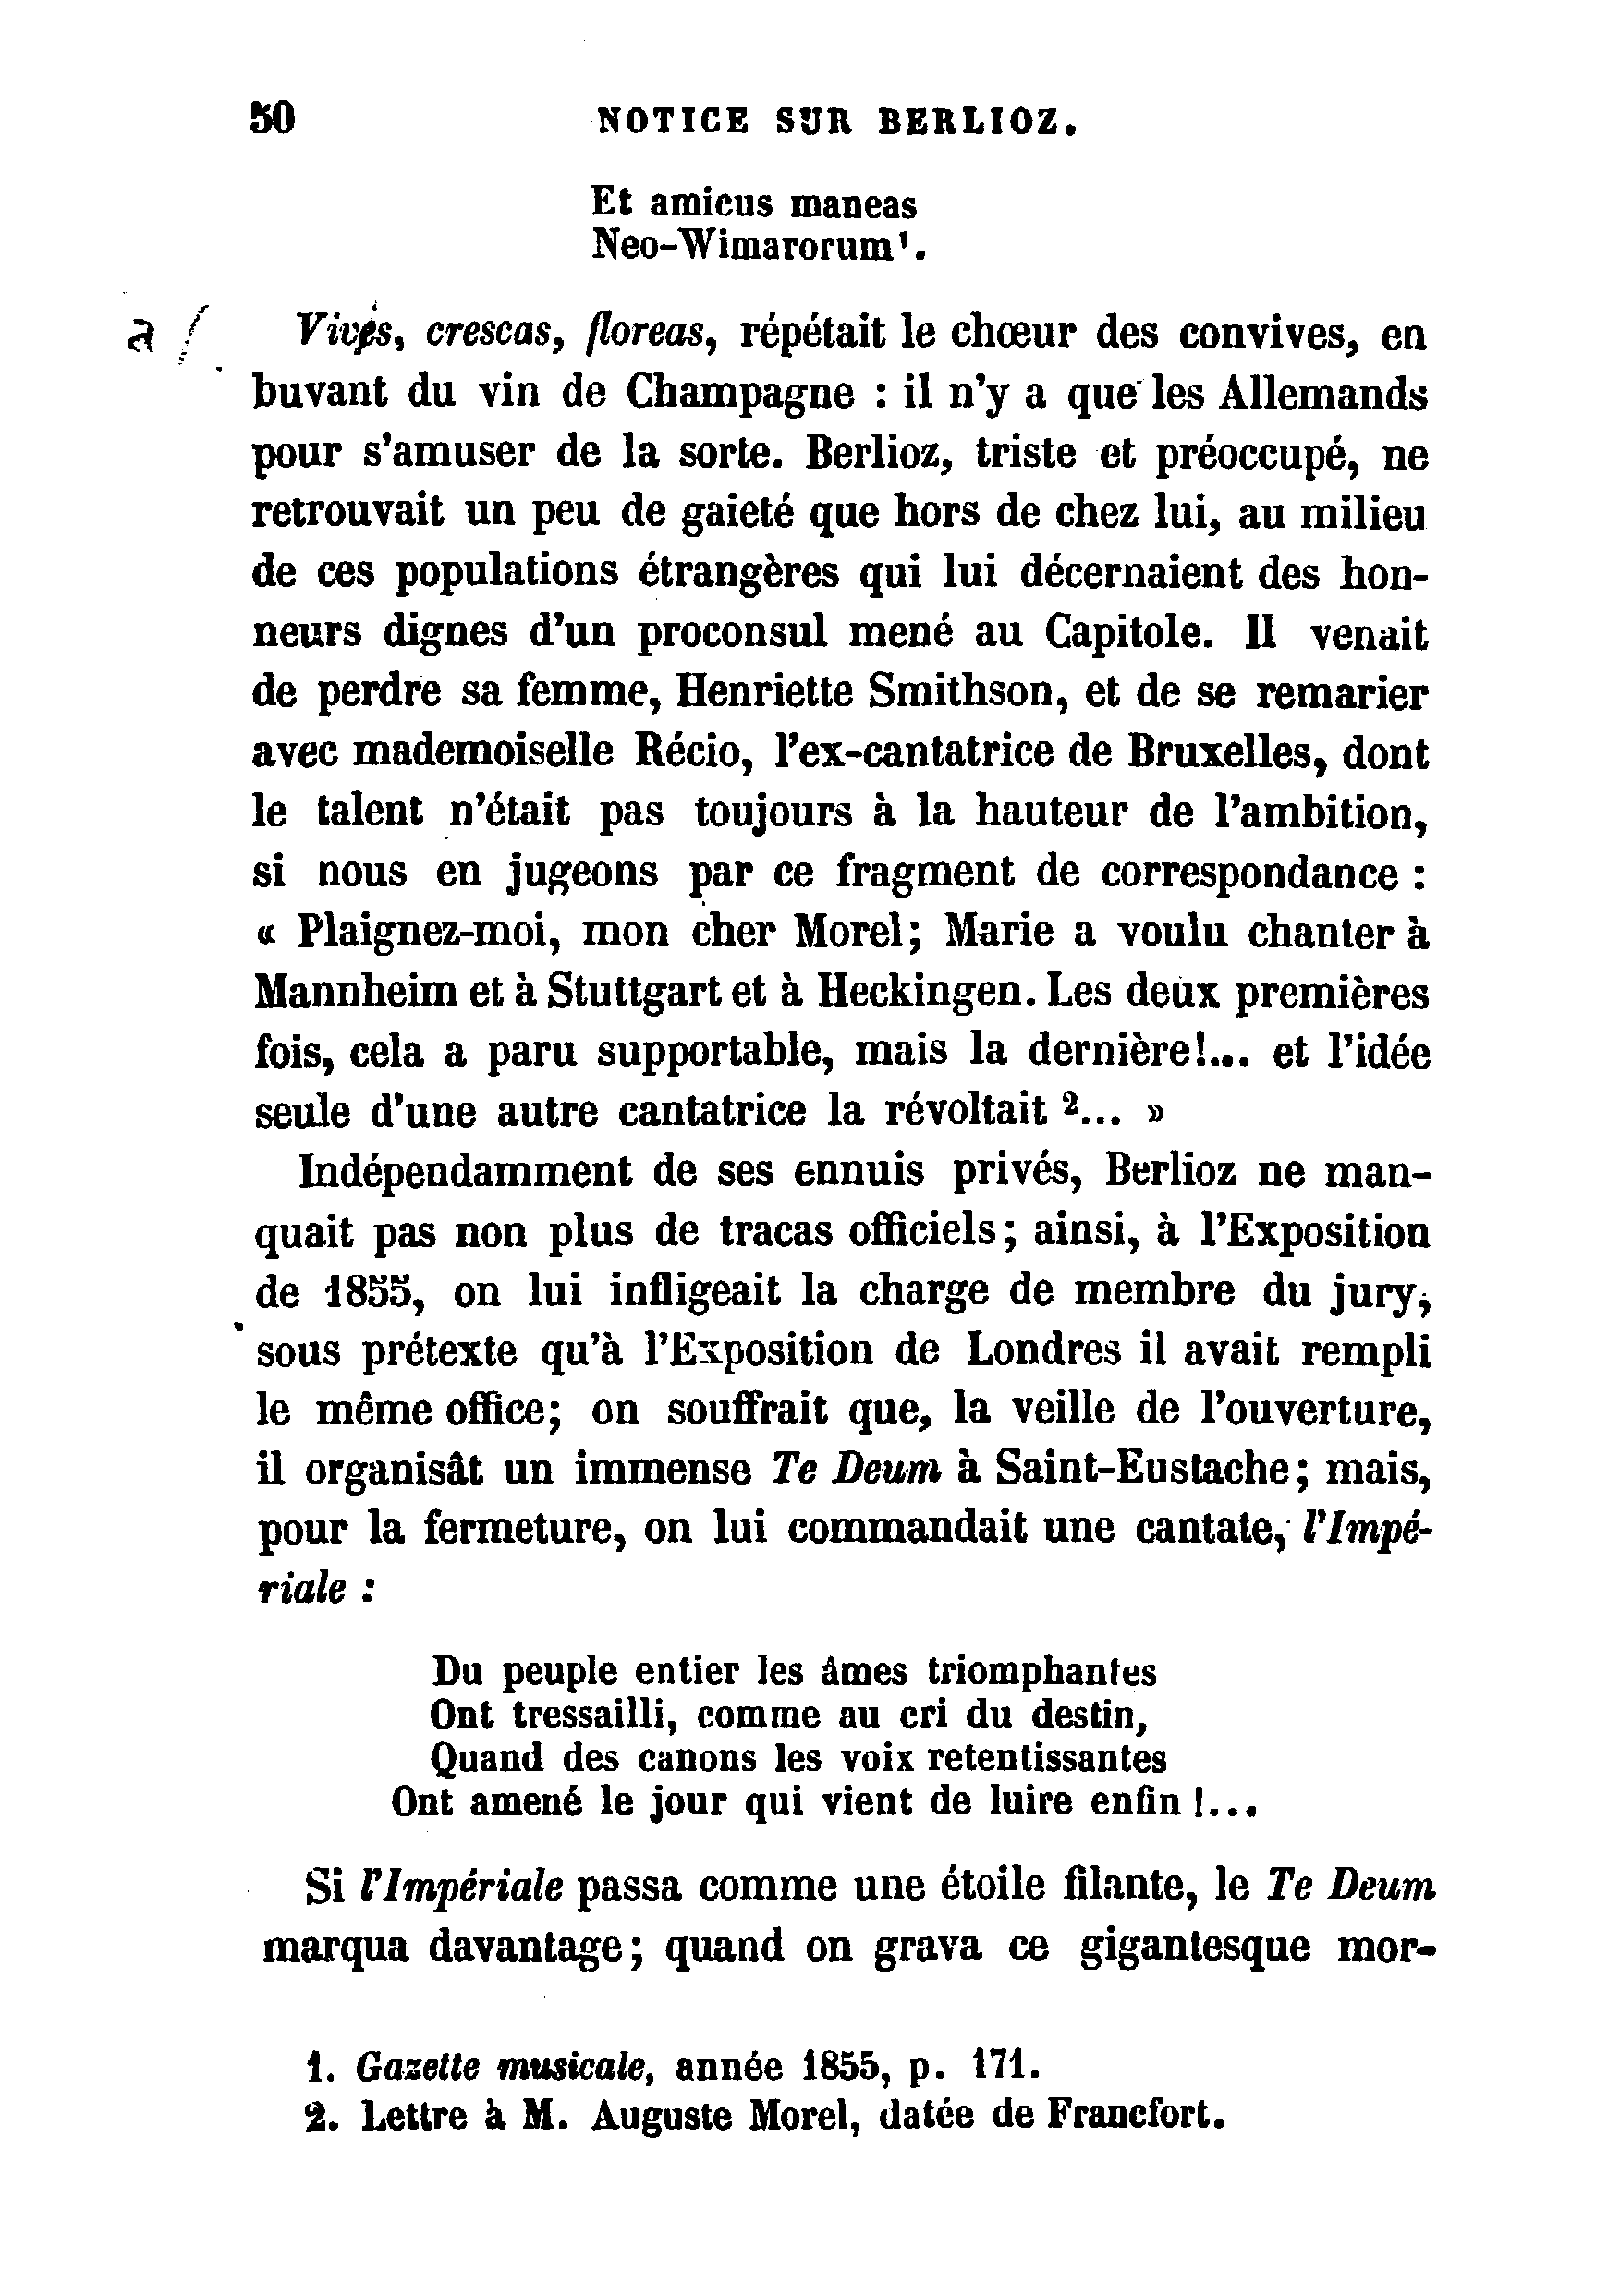 50 NOTICE SUR BERLIOZ.
Et amicus maneas
Neo-Wimarorum¹.
a /
Vives, crescas, floreas, répétait le chœur des convives, en
buvant du vin de Champagne : il n'y a que les Allemands
pour s'amuser de la sorte. Berlioz, triste et préoccupé, ne
retrouvait un peu de gaieté que hors de chez lui, au milieu
de ces populations étrangères qui lui décernaient des hon-
neurs dignes d'un proconsul mené au Capitole. Il venait
de perdre sa femme, Henriette Smithson, et de se remarier
avec mademoiselle Récio, l'ex-cantatrice de Bruxelles, dont
le talent n'était pas toujours à la hauteur de l'ambition,
si nous en jugeons par ce fragment de correspondance :
« Plaignez-moi, mon cher Morel; Marie a voulu chanter à
Mannheim et à Stuttgart et à Heckingen. Les deux premières
fois, cela a paru supportable, mais la dernière!... et l'idée
seule d'une autre cantatrice la révoltait ²... »
Indépendamment de ses ennuis privés, Berlioz ne man-
quait pas non plus de tracas officiels; ainsi, à l'Exposition
de 1855, on lui infligeait la charge de membre du jury,
sous prétexte qu'à l'Exposition de Londres il avait rempli
le même office; on souffrait que, la veille de l'ouverture,
il organisât un immense Te Deum à Saint-Eustache; mais,
pour la fermeture, on lui commandait une cantate, l'Impé-
riale :
Du peuple entier les âmes triomphantes
Ont tressailli, comme au cri du destin,
Quand des canons les voix retentissantes
Ont amené le jour qui vient de luire enfin !...
Si l'Impériale passa comme une étoile filante, le Te Deum
marqua davantage; quand on grava ce gigantesque mor-
1. Gazette musicale, année 1855, p. 171.
2. Lettre à M. Auguste Morel, datée de Francfort.